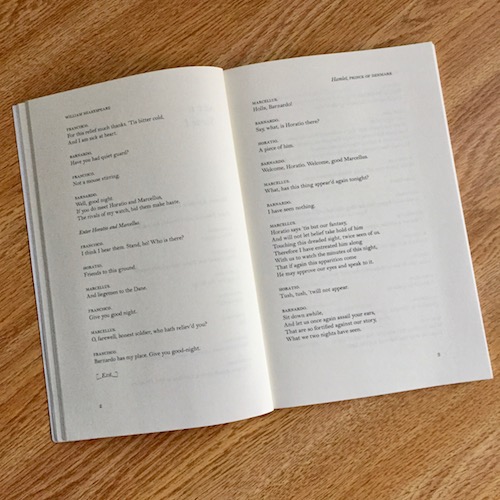 WILLIAM SHAKESPEARE
FRANCISCO.
For this relief much thanks. 'Tis bitter cold,
And I am sick at heart.
BARNARDO.
Have you had quiet guard?
FRANCISCO.
Not a mouse stirring.
BARNARDO.
Well, good night.
If you do meet Horatio and Marcellus,
The rivals of my watch, bid them make haste.
Enter Horatio and Marcellus.
FRANCISCO.
I think I hear them. Stand, ho! Who is there?
HORATIO.
Friends to this ground.
MARCELLUS.
And liegemen to the Dane.
FRANCISCO.
Give you good night.
MARCELLUS.
O, farewell, honest soldier, who hath reliev'd you?
FRANCISCO.
Barnardo has my place. Give you good-night.
[_Exit._]
Hamlet, PRINCE OF DENMARK
MARCELLUS.
Holla, Barnardo!
BARNARDO.
Say, what, is Horatio there?
HORATIO.
A piece of him.
BARNARDO.
Welcome, Horatio. Welcome, good Marcellus.
MARCELLUS.
What, has this thing appear'd again tonight?
BARNARDO.
I have seen nothing.
MARCELLUS.
Horatio says 'tis but our fantasy,
And will not let belief take hold of him
Touching this dreaded sight, twice seen of us.
Therefore I have entreated him along
With us to watch the minutes of this night,
That if again this apparition come
He may approve our eyes and speak to it.
HORATIO.
Tush, tush, 'twill not appear.
BARNARDO.
Sit down awhile,
And let us once again assail your ears,
That are so fortified against our story,
What we two nights have seen.